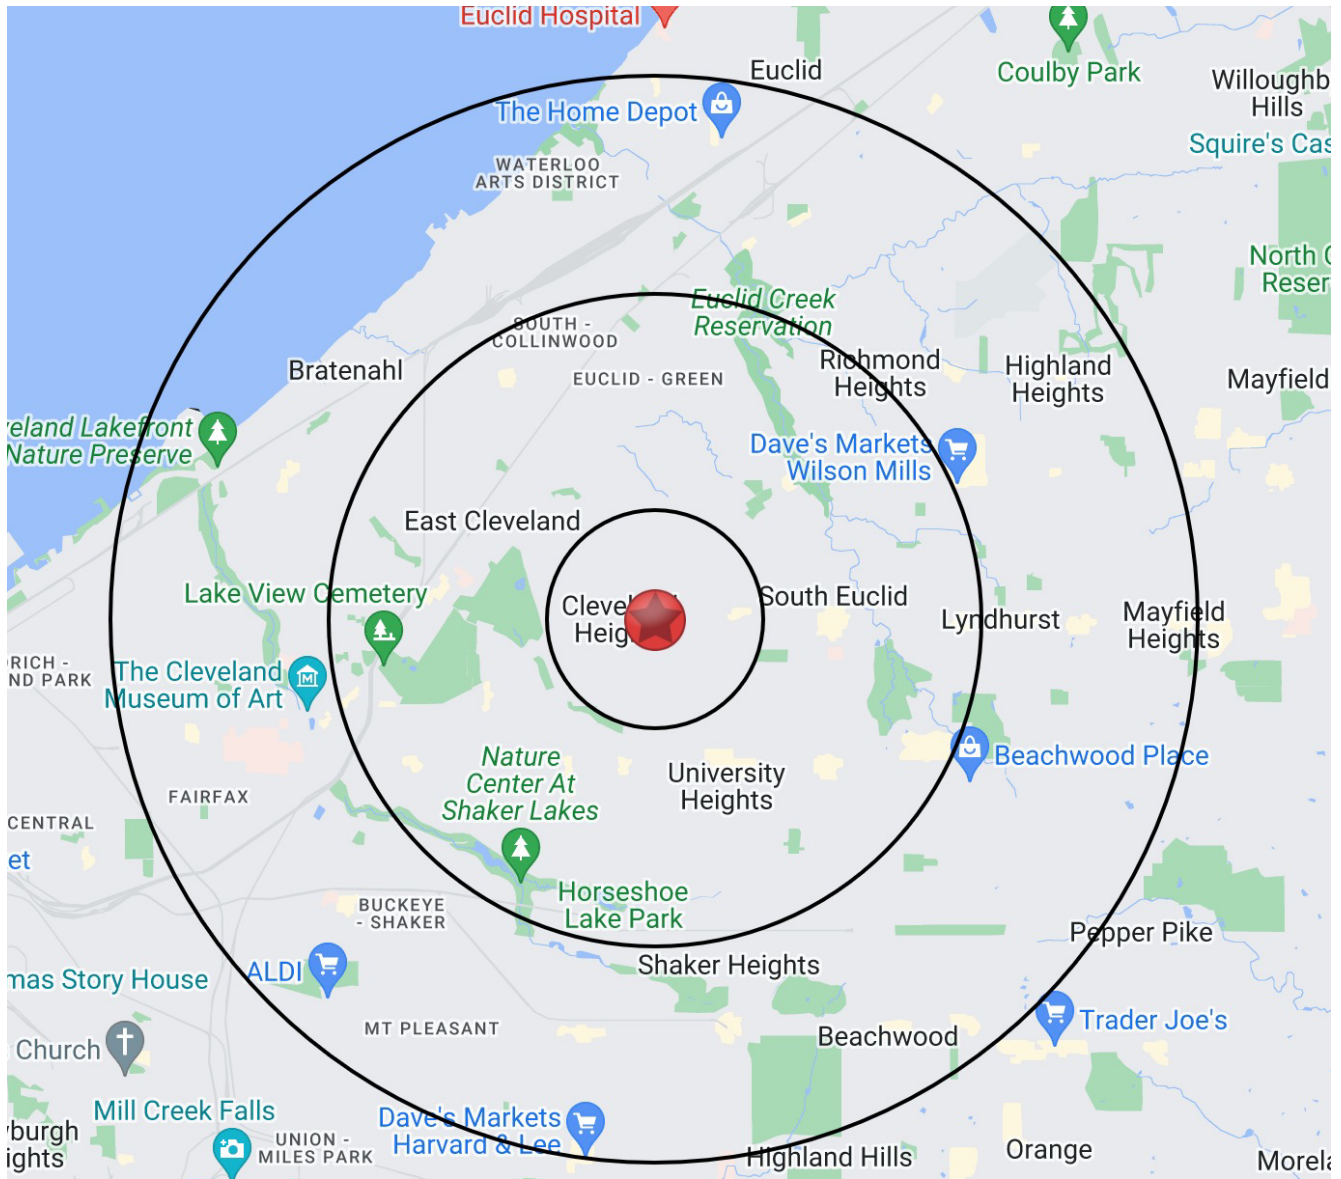 Euclid Hospital
Euclid
Coulby Park
Willoughb
Hills
The Home Depot
Squire's Cas
WATERLOO
ARTS DISTRICT
North C
Reser
Euclid Creek
Reservation
SOUTH -
COLLINWOOD
Bratenahl
EUCLID - GREEN
Richmond
Heights
Highland
Heights
Mayfield
veland Lakefront
Nature Preserve
Dave's Markets
Wilson Mills
East Cleveland
Lake View Cemetery
South Euclid
Lyndhurst
Mayfield
Heights
DRICH -
ND PARK
The Cleveland
Museum of Art
Nature
Center At
Shaker Lakes
University
Heights
Beachwood Place
FAIRFAX
CENTRAL
et
Horseshoe
Lake Park
BUCKEYE
- SHAKER
Pepper Pike
mas Story House
ALDI
Shaker Heights
MT PLEASANT
Beachwood
Trader Joe's
Church
Mill Creek Falls
Dave's Markets
Harvard & Lee
yburgh
ights
UNION -
MILES PARK
Highland Hills
Orange
Morela